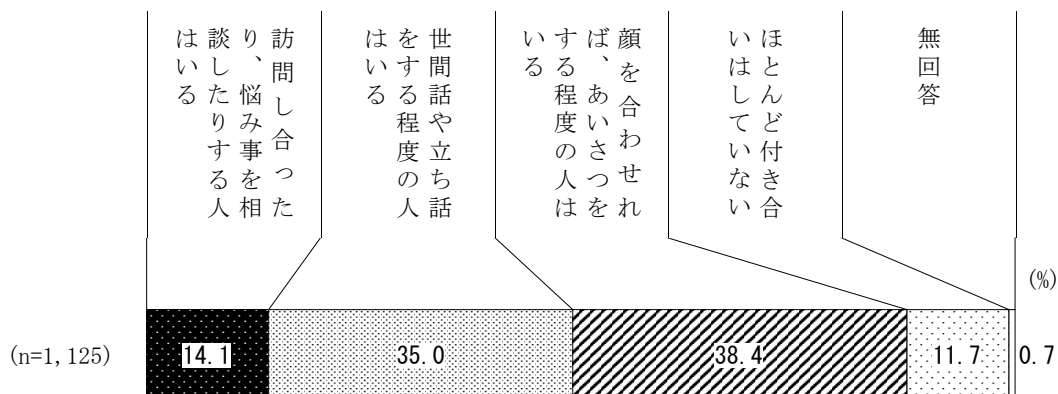 訪問し合った
り、悩み事を相
談したりする人
はいる
世間話や立ち話
をする程度の人
はいる
顔を合わせれ
ば、あいさつを
する程度の人は
いる
ほとんど付き合
いはしていない
無回答
(%)
(n=1,125)
14.1
35.0
38.4
11.7
0.7